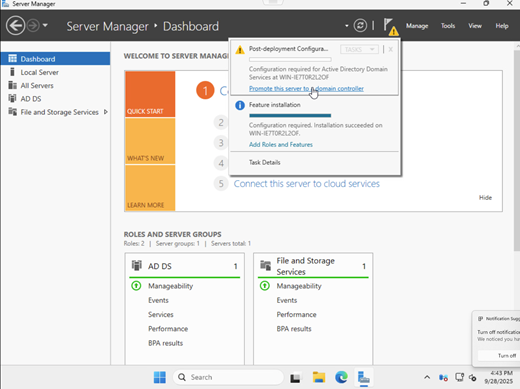 Server Manager
Server Manager • Dashboard
Manage
Tools
View
Help
Dashboard
Local Server
All Servers
AD DS
File and Storage Services
WELCOME TO SERVER MANAG
QUICK START
WHAT'S NEW
LEARN MORE
1
2
3
4
5 Connect this server to cloud services
Hide
Post-deployment Configura...
TASKS
X
Configuration required for Active Directory Domain
Services at WIN-IE7T0R2L2OF
Promote this server to a domain controller
Feature installation
Configuration required. Installation succeeded on
WIN-IE7T0R2L2OF.
Add Roles and Features
Task Details
ROLES AND SERVER GROUPS
Roles: 2 | Server groups: 1 | Servers total: 1
AD DS 1
Manageability
Events
Services
Performance
BPA results
File and Storage
Services 1
Manageability
Events
Performance
BPA results
Notification Sugg
Turn off notification
We noticed you hav
Turn off
Search
4:43 PM
9/28/2025